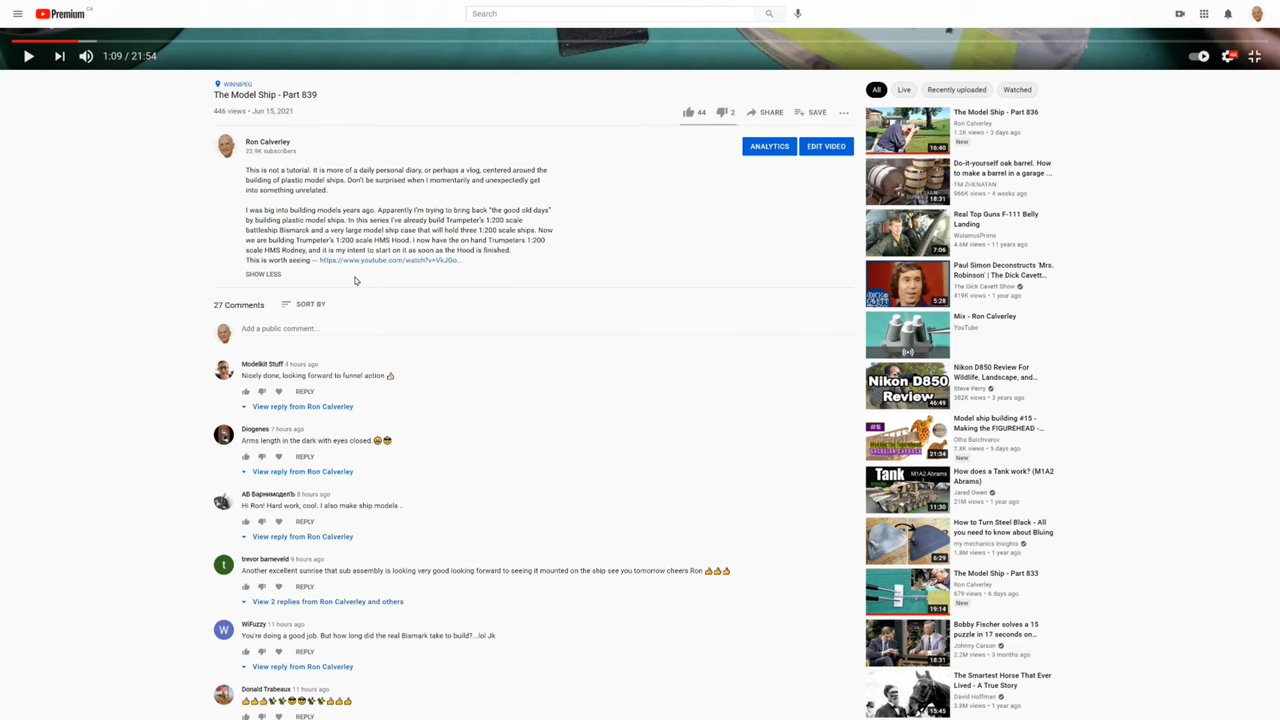 Premium CA
Search
1:09 / 21:54
WINNIPEG
The Model Ship - Part 839
446 views • Jun 15, 2021
44
2
SHARE
SAVE
Ron Calverley
22.9K subscribers
ANALYTICS
EDIT VIDEO
This is not a tutorial. It is more of a daily personal diary, or perhaps a vlog, centered around the
building of plastic model ships. Don't be surprised when I momentarily and unexpectedly get
into something unrelated.
I was big into building models years ago. Apparently I'm trying to bring back "the good old days"
by building plastic model ships. In this series I've already build Trumpeter's 1:200 scale
battleship Bismarck and a very large model ship case that will hold three 1:200 scale ships. Now
we are building Trumpeter's 1:200 scale HMS Hood. I now have the on hand Trumpeters 1:200
scale HMS Rodney, and it is my intent to start on it as soon as the Hood is finished.
This is worth seeing -- https://www.youtube.com/watch?v=VkJGo...
SHOW LESS
27 Comments
SORT BY
Add a public comment...
Modelkit Stuff 4 hours ago
Nicely done, looking forward to funnel action 👍
REPLY
View reply from Ron Calverley
Diogenes 7 hours ago
Arms length in the dark with eyes closed.😄😎
REPLY
View reply from Ron Calverley
АБ БарнимоделЪ 8 hours ago
Hi Ron! Hard work, cool. I also make ship models ..
REPLY
View reply from Ron Calverley
trevor barneveld 9 hours ago
Another excellent sunrise that sub assembly is looking very good looking forward to seeing it mounted on the ship see you tomorrow cheers Ron 👍👍👍
REPLY
View 2 replies from Ron Calverley and others
WiFuzzy 11 hours ago
You're doing a good job. But how long did the real Bismark take to build?...lol Jk
REPLY
View reply from Ron Calverley
Donald Trabeaux 11 hours ago
REPLY
All
Live
Recently uploaded
Watched
The Model Ship - Part 836
Ron Calverley
1.2K views • 3 days ago
New
16:40
Do-it-yourself oak barrel. How
to make a barrel in a garage ...
TM ZHENATAN
966K views • 4 weeks ago
18:31
Real Top Guns F-111 Belly
Landing
WalamusPrime
4.6M views • 11 years ago
7:06
Paul Simon Deconstructs 'Mrs.
Robinson' | The Dick Cavett...
The Dick Cavett Show
419K views • 1 year ago
5:28
Mix - Ron Calverley
YouTube
Nikon D850
Review
46:49
Nikon D850 Review For
Wildlife, Landscape, and...
Steve Perry
382K views • 3 years ago
Model ship building #15 -
Making the FIGUREHEAD -...
Olha Batchvarov
2.8K views • 5 days ago
New
21:34
Tank M1A2 Abrams
11:30
How does a Tank work? (M1A2
Abrams)
Jared Owen
21M views • 1 year ago
How to Turn Steel Black - All
you need to know about Bluing
my mechanics insights
1.8M views • 1 year ago
6:29
The Model Ship - Part 833
Ron Calverley
679 views • 6 days ago
New
19:14
Bobby Fischer solves a 15
puzzle in 17 seconds on...
Johnny Carson
2.2M views • 3 months ago
18:31
The Smartest Horse That Ever
Lived - A True Story
David Hoffman
3.8M views • 1 year ago
15:45